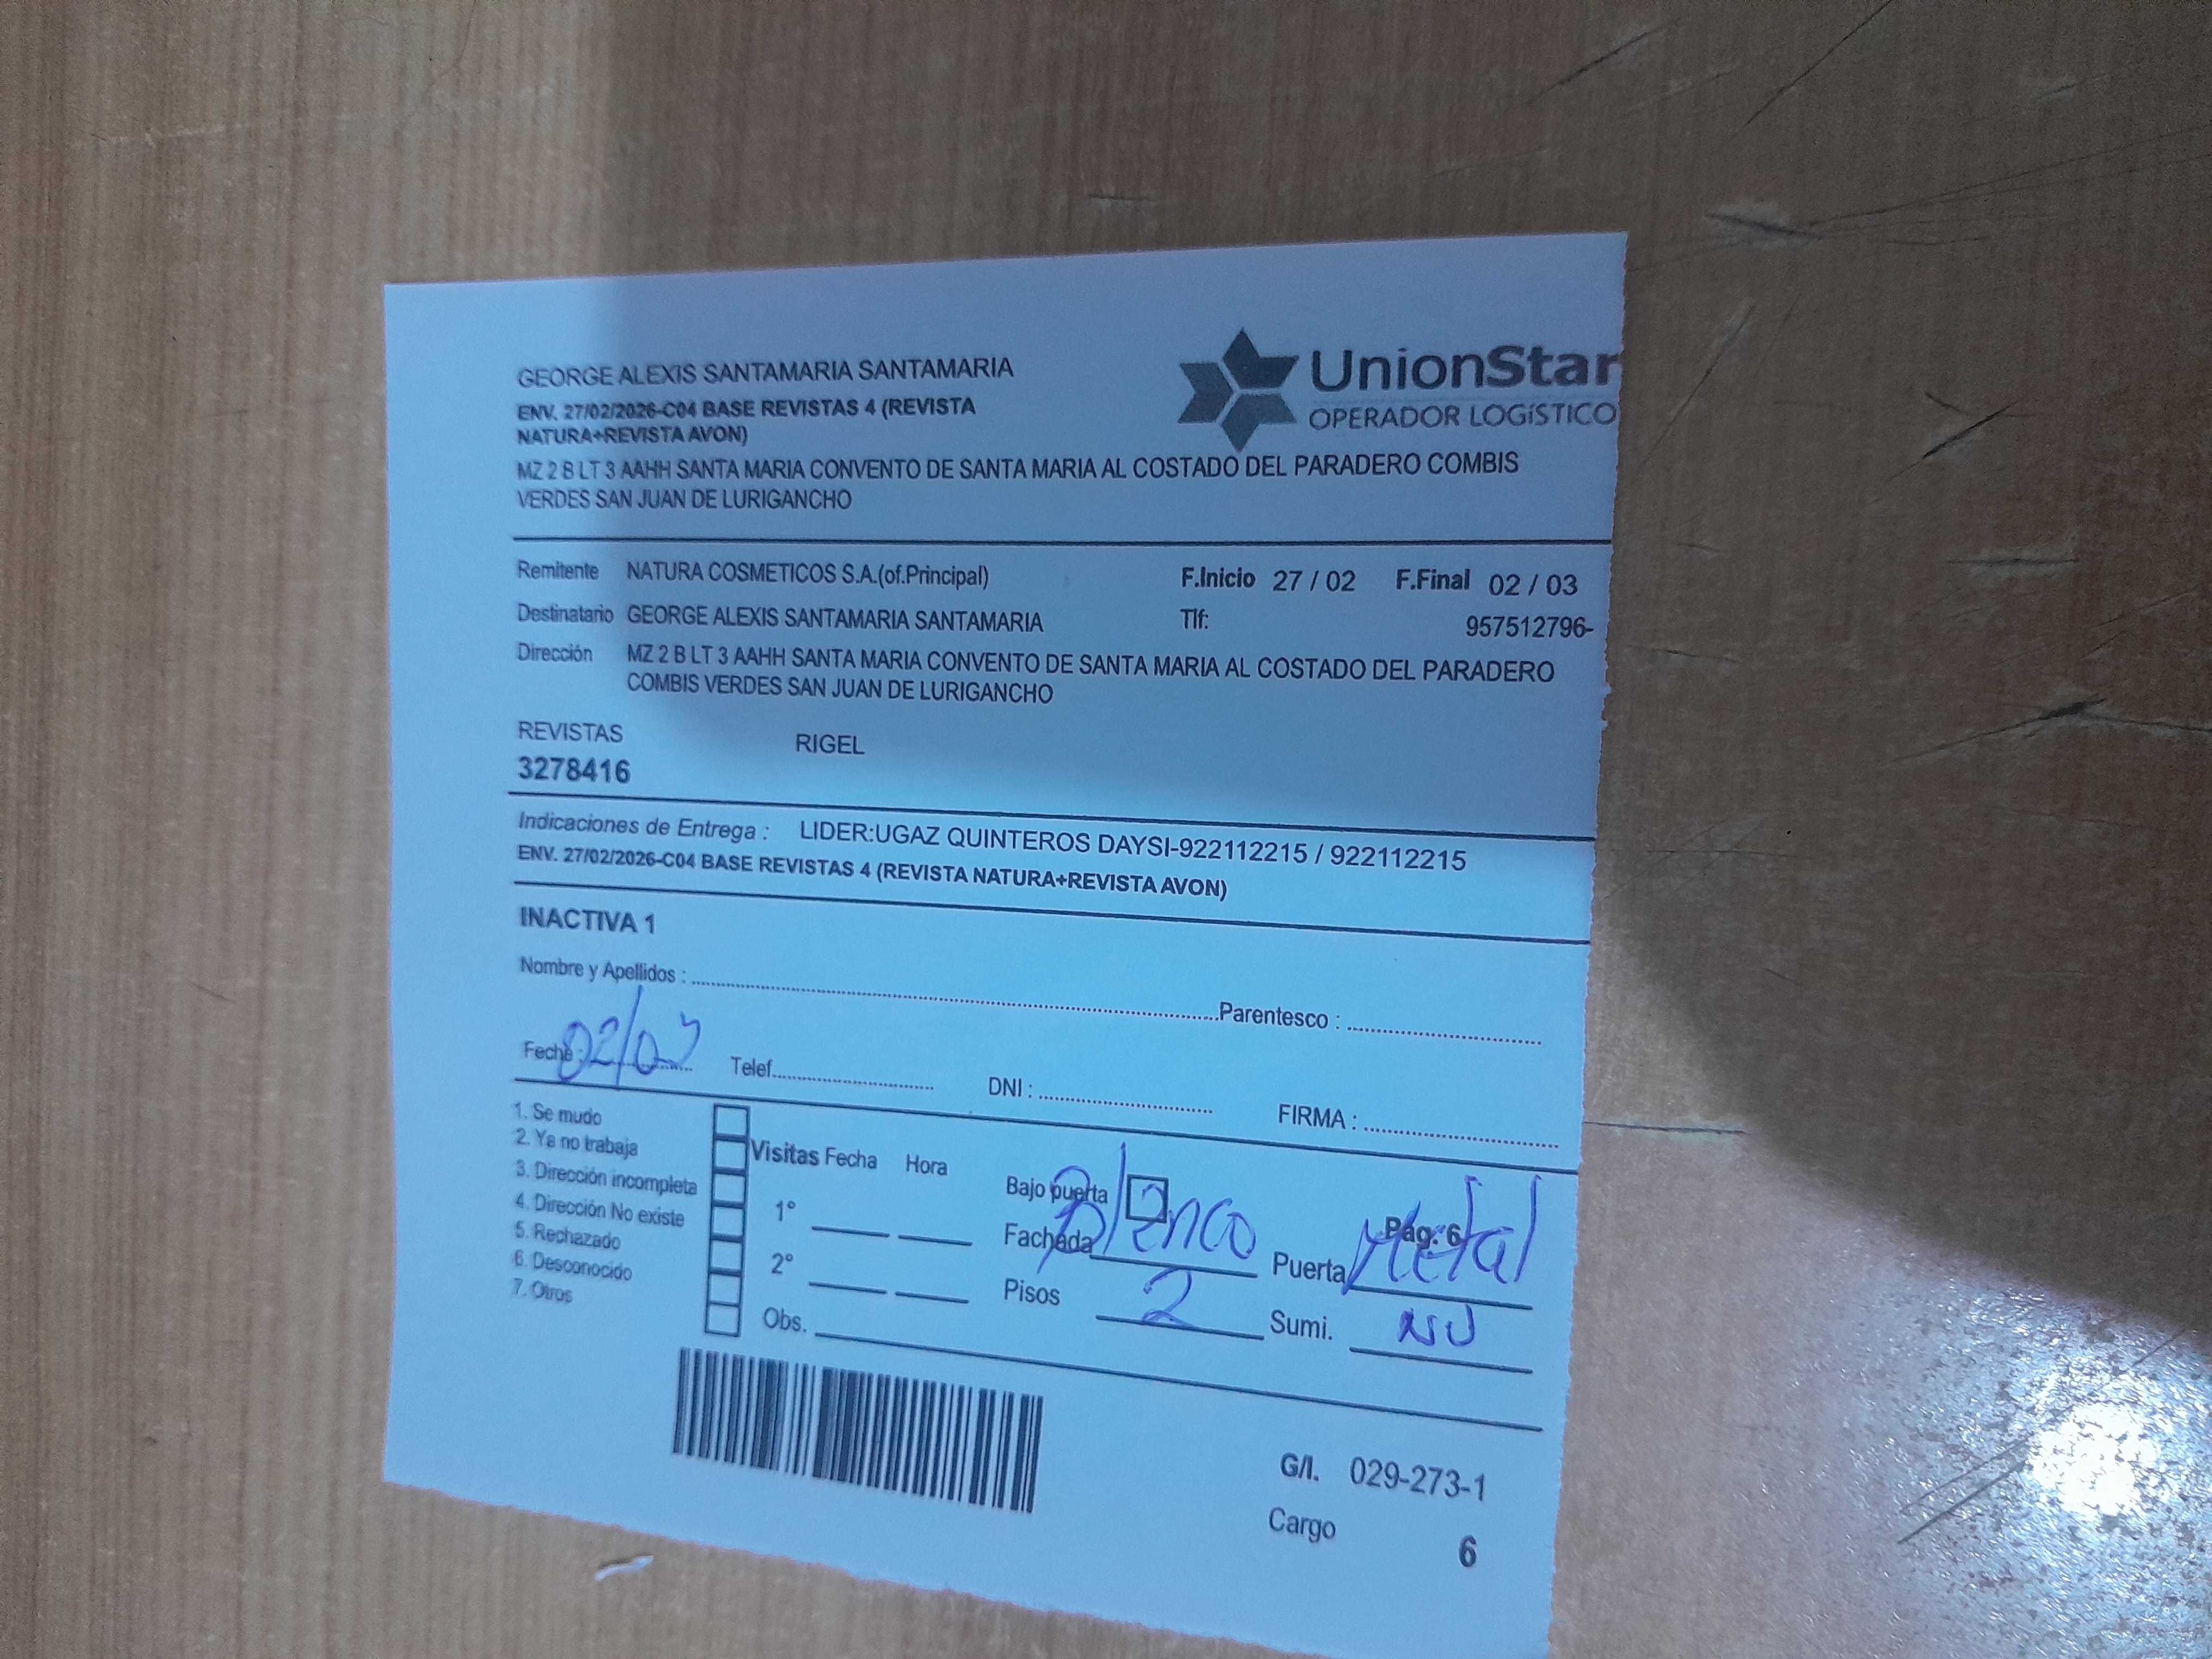 GEORGE ALEXIS SANTAMARIA SANTAMARIA
ENV. 27/02/2026-C04 BASE REVISTAS 4 (REVISTA
NATURA+REVISTA AVON)
MZ 2 B LT 3 AAHH SANTA MARIA CONVENTO DE SANTA MARIA AL COSTADO DEL PARADERO COMBIS
VERDES SAN JUAN DE LURIGANCHO
UnionStar
OPERADOR LOGíSTICO
Remitente NATURA COSMETICOS S.A.(of.Principal) F.Inicio 27 / 02 F.Final 02 / 03
Destinatario GEORGE ALEXIS SANTAMARIA SANTAMARIA Tlf: 957512796-
Dirección MZ 2 B LT 3 AAHH SANTA MARIA CONVENTO DE SANTA MARIA AL COSTADO DEL PARADERO
COMBIS VERDES SAN JUAN DE LURIGANCHO
REVISTAS RIGEL
3278416
Indicaciones de Entrega : LIDER:UGAZ QUINTEROS DAYSI-922112215 / 922112215
ENV. 27/02/2026-C04 BASE REVISTAS 4 (REVISTA NATURA+REVISTA AVON)
INACTIVA 1
Nombre y Apellidos : Parentesco :
Fecha : 02/03 Telef. DNI : FIRMA :
1. Se mudo
2. Ya no trabaja
3. Dirección incompleta
4. Dirección No existe
5. Rechazado
6. Desconocido
7. Otros
Visitas Fecha Hora
1°
2°
Obs.
Bajo puerta Pág. 6
Fachada Blanco Puerta Metal
Pisos 2 Sumi. NV
G/I. 029-273-1
Cargo 6